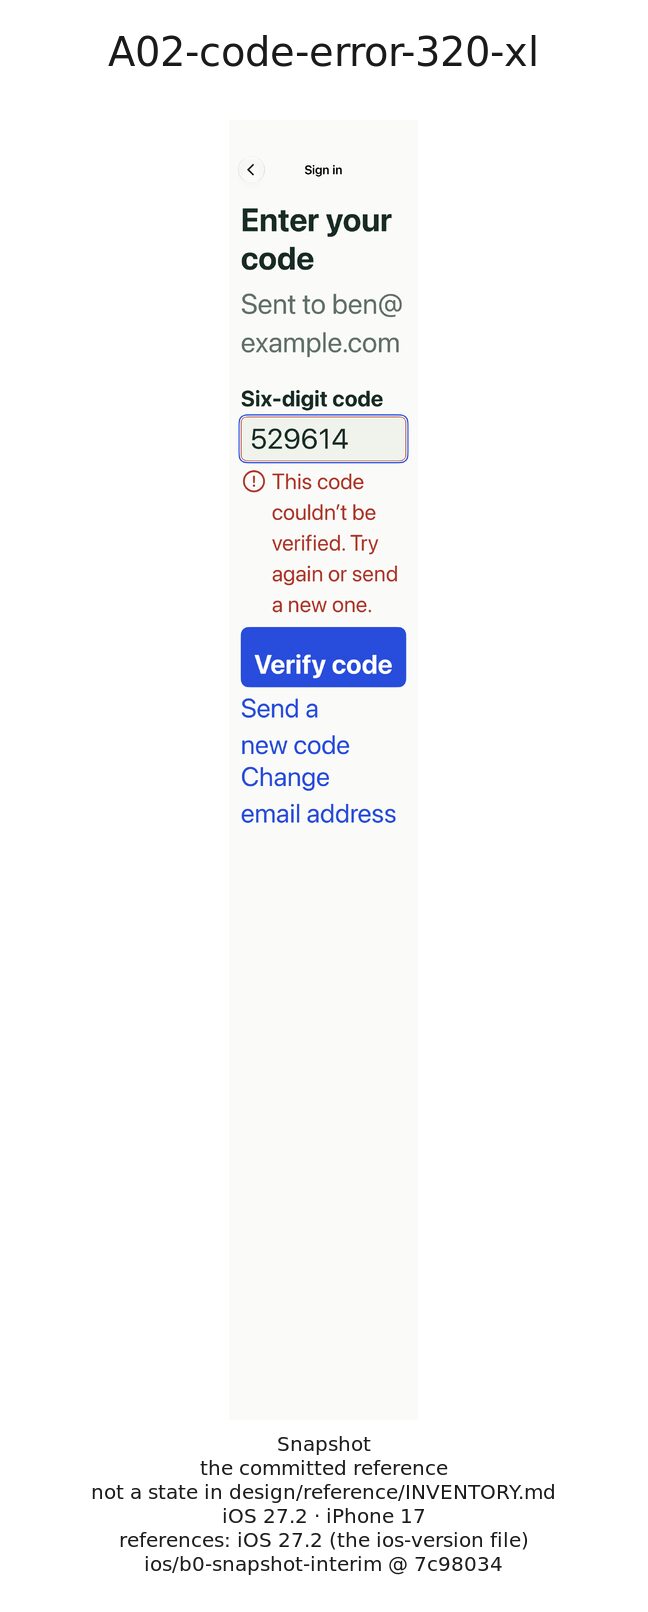 A02-code-error-320-xl
Sign in
Enter your
code
Sent to ben@
example.com
Six-digit code
529614
This code
couldn’t be
verified. Try
again or send
a new one.
Verify code
Send a
new code
Change
email address
Snapshot
the committed reference
not a state in design/reference/INVENTORY.md
iOS 27.2 · iPhone 17
references: iOS 27.2 (the ios-version file)
ios/b0-snapshot-interim @ 7c98034